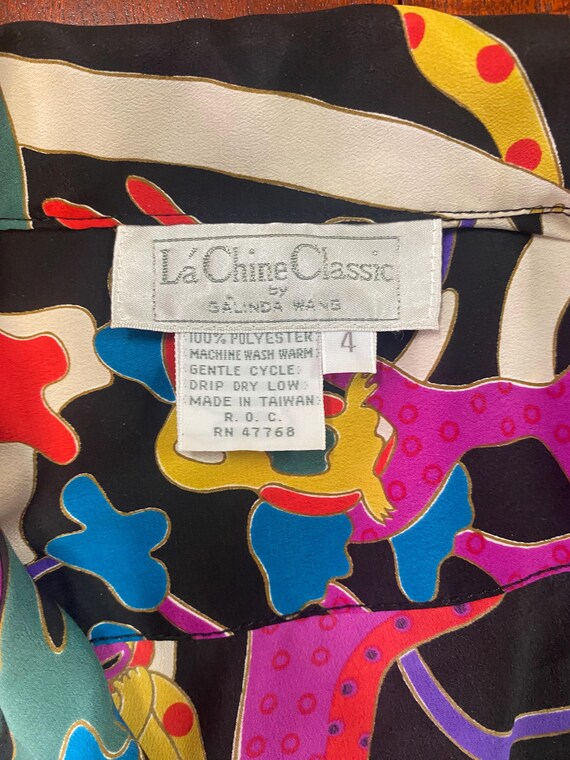 La' Chine Classic
by
GALINDA WANG
100% POLYESTER
MACHINE WASH WARM
GENTLE CYCLE
DRIP DRY LOW
MADE IN TAIWAN
R. O. C.
RN 47768
4